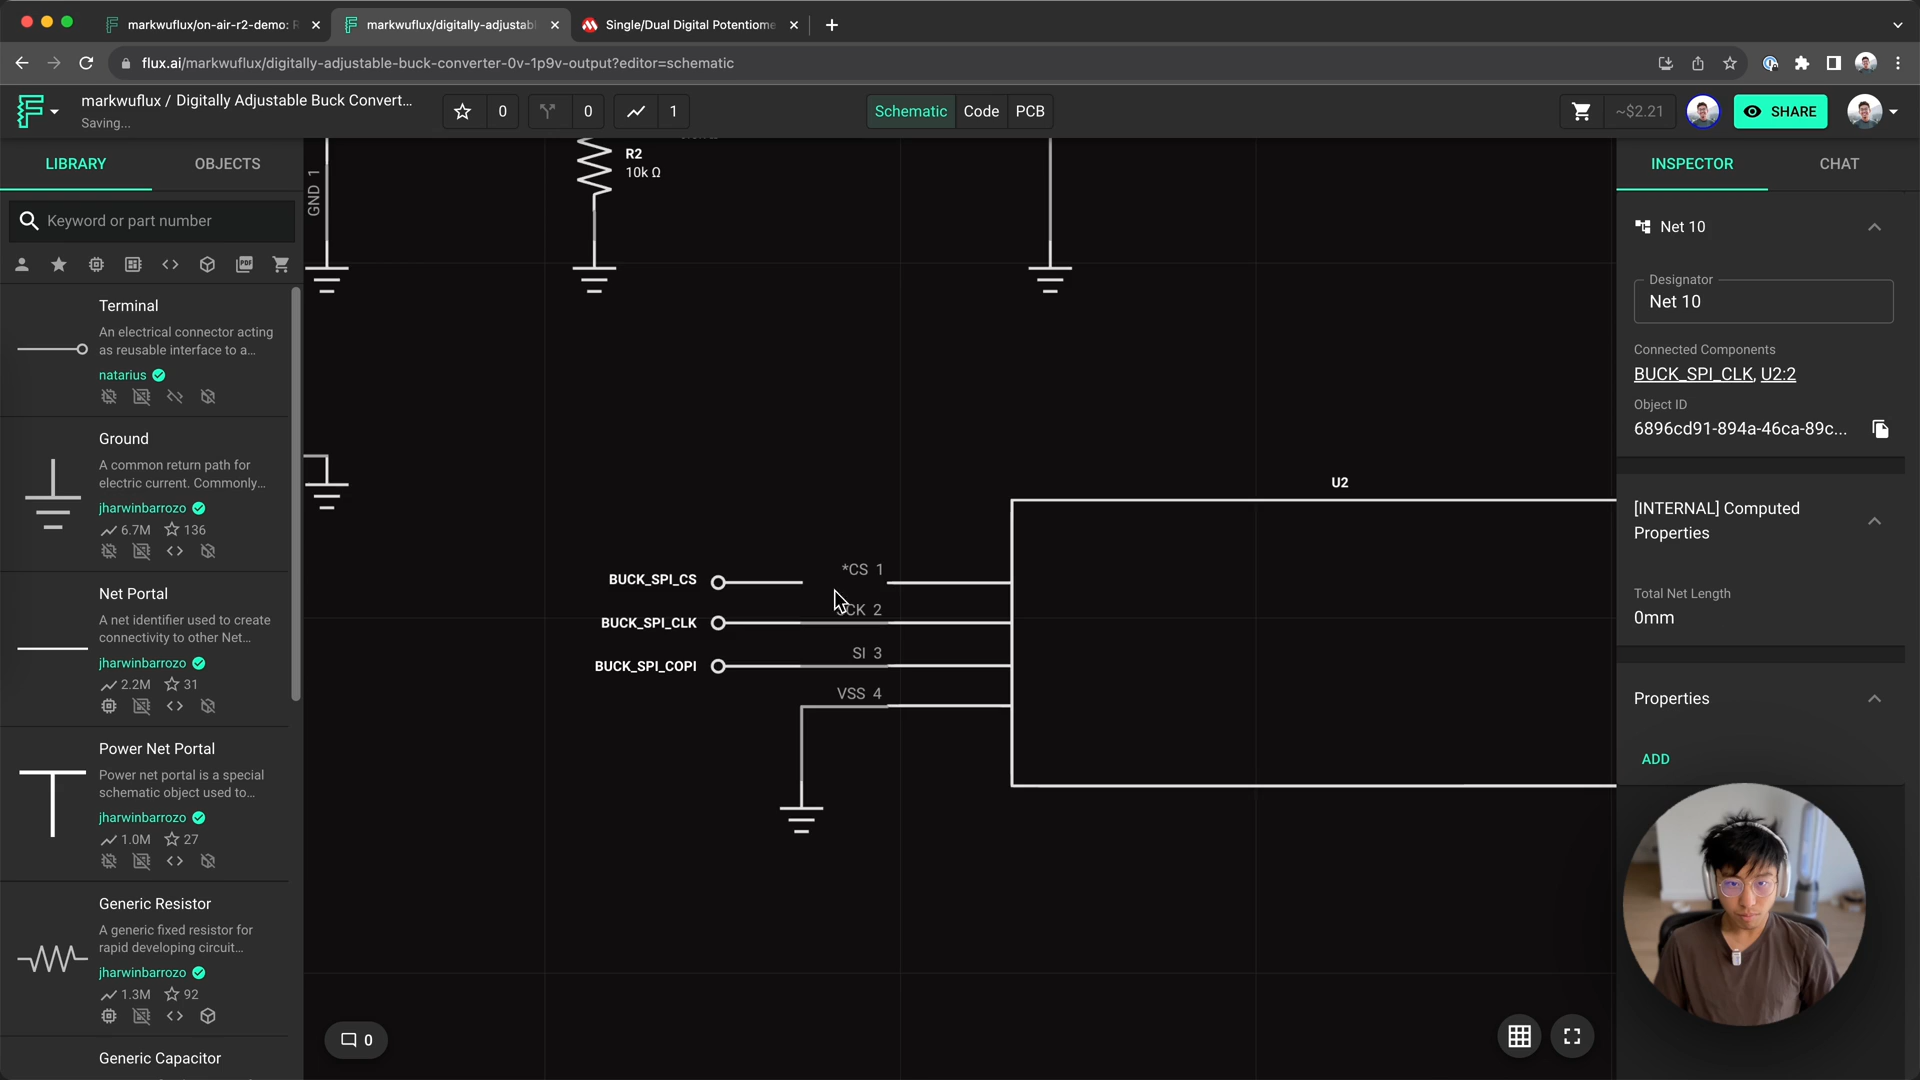 markwuflux/on-air-r2-demo: R
markwuflux/digitally-adjustabl
Single/Dual Digital Potentiome
flux.ai/markwuflux/digitally-adjustable-buck-converter-0v-1p9v-output?editor=schematic
markwuflux / Digitally Adjustable Buck Convert...
Saving...
0
0
1
Schematic
Code
PCB
~$2.21
SHARE
LIBRARY
OBJECTS
Keyword or part number
Terminal
An electrical connector acting
as reusable interface to a...
natarius
Ground
A common return path for
electric current. Commonly...
jharwinbarrozo
6.7M
136
Net Portal
A net identifier used to create
connectivity to other Net...
jharwinbarrozo
2.2M
31
Power Net Portal
Power net portal is a special
schematic object used to...
jharwinbarrozo
1.0M
27
Generic Resistor
A generic fixed resistor for
rapid developing circuit...
jharwinbarrozo
1.3M
92
Generic Capacitor
GND 1
R2
10k Ω
U2
BUCK_SPI_CS
*CS 1
BUCK_SPI_CLK
CK 2
BUCK_SPI_COPI
SI 3
VSS 4
0
INSPECTOR
CHAT
Net 10
Designator
Net 10
Connected Components
BUCK_SPI_CLK, U2:2
Object ID
6896cd91-894a-46ca-89c...
[INTERNAL] Computed
Properties
Total Net Length
0mm
Properties
ADD